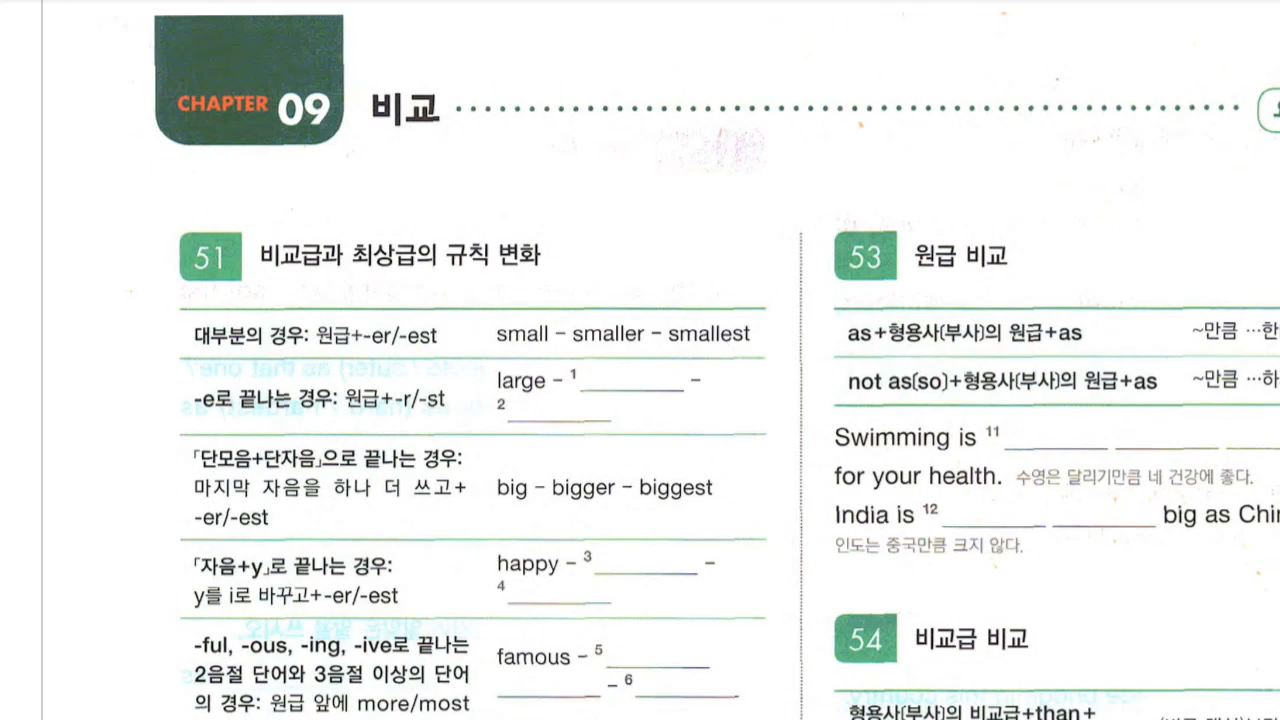 CHAPTER 09 비교
51 비교급과 최상급의 규칙 변화
대부분의 경우: 원급+-er/-est small – smaller – smallest
-e로 끝나는 경우: 원급+-r/-st large – 1 –
2
「단모음+단자음」으로 끝나는 경우:
마지막 자음을 하나 더 쓰고+
-er/-est
big – bigger – biggest
「자음+y」로 끝나는 경우:
y를 i로 바꾸고+-er/-est
happy – 3 –
4
-ful, -ous, -ing, -ive로 끝나는
2음절 단어와 3음절 이상의 단어
의 경우: 원급 앞에 more/most
famous – 5
– 6
53 원급 비교
as+형용사(부사)의 원급+as ~만큼 …한
not as(so)+형용사(부사)의 원급+as ~만큼 …하
Swimming is 11
for your health. 수영은 달리기만큼 네 건강에 좋다.
India is 12 big as Chin
인도는 중국만큼 크지 않다.
54 비교급 비교
형용사(부사)의 비교급+than+